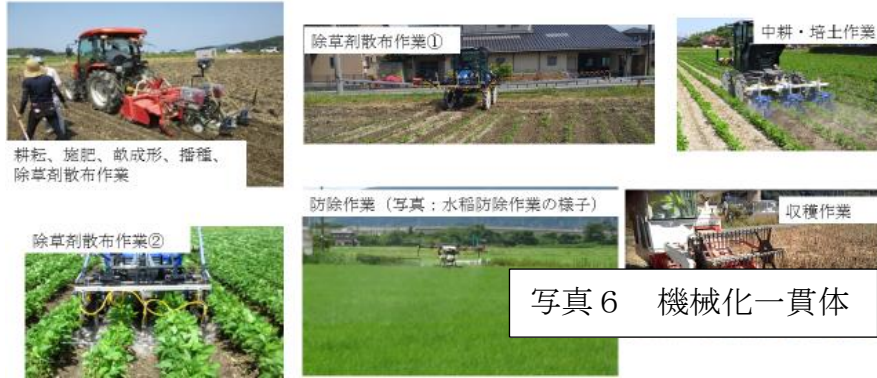 耕耘、施肥、畝成形、播種、
除草剤散布作業
除草剤散布作業①
中耕・培土作業
除草剤散布作業②
防除作業（写真：水稲防除作業の様子）
収穫作業
写真６　機械化一貫体